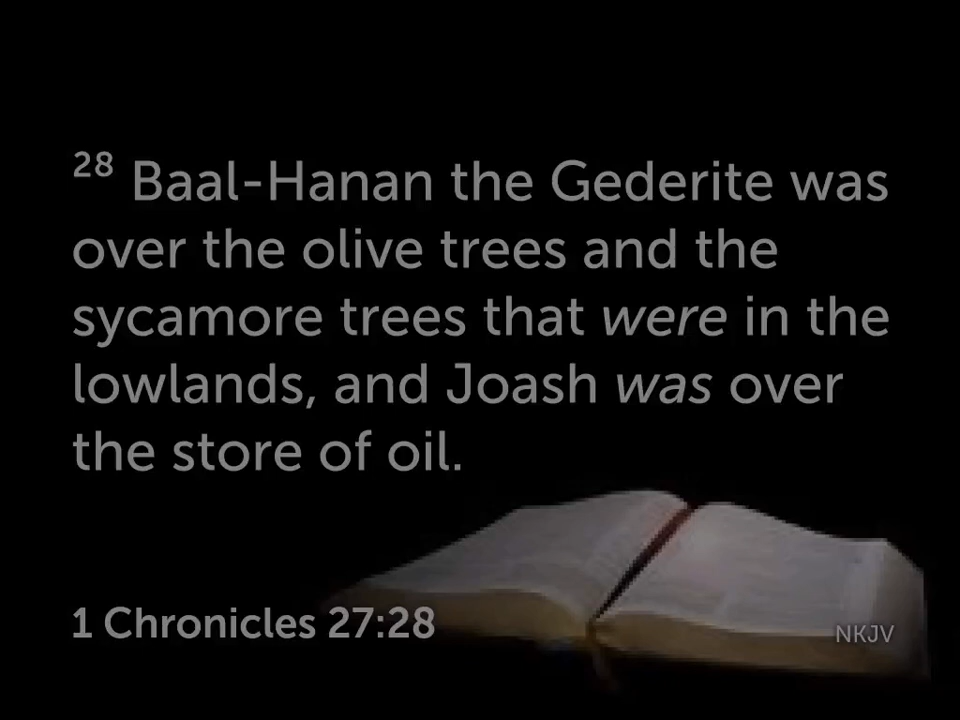 28 Baal-Hanan the Gederite was
over the olive trees and the
sycamore trees that were in the
lowlands, and Joash was over
the store of oil.
1 Chronicles 27:28
NKJV